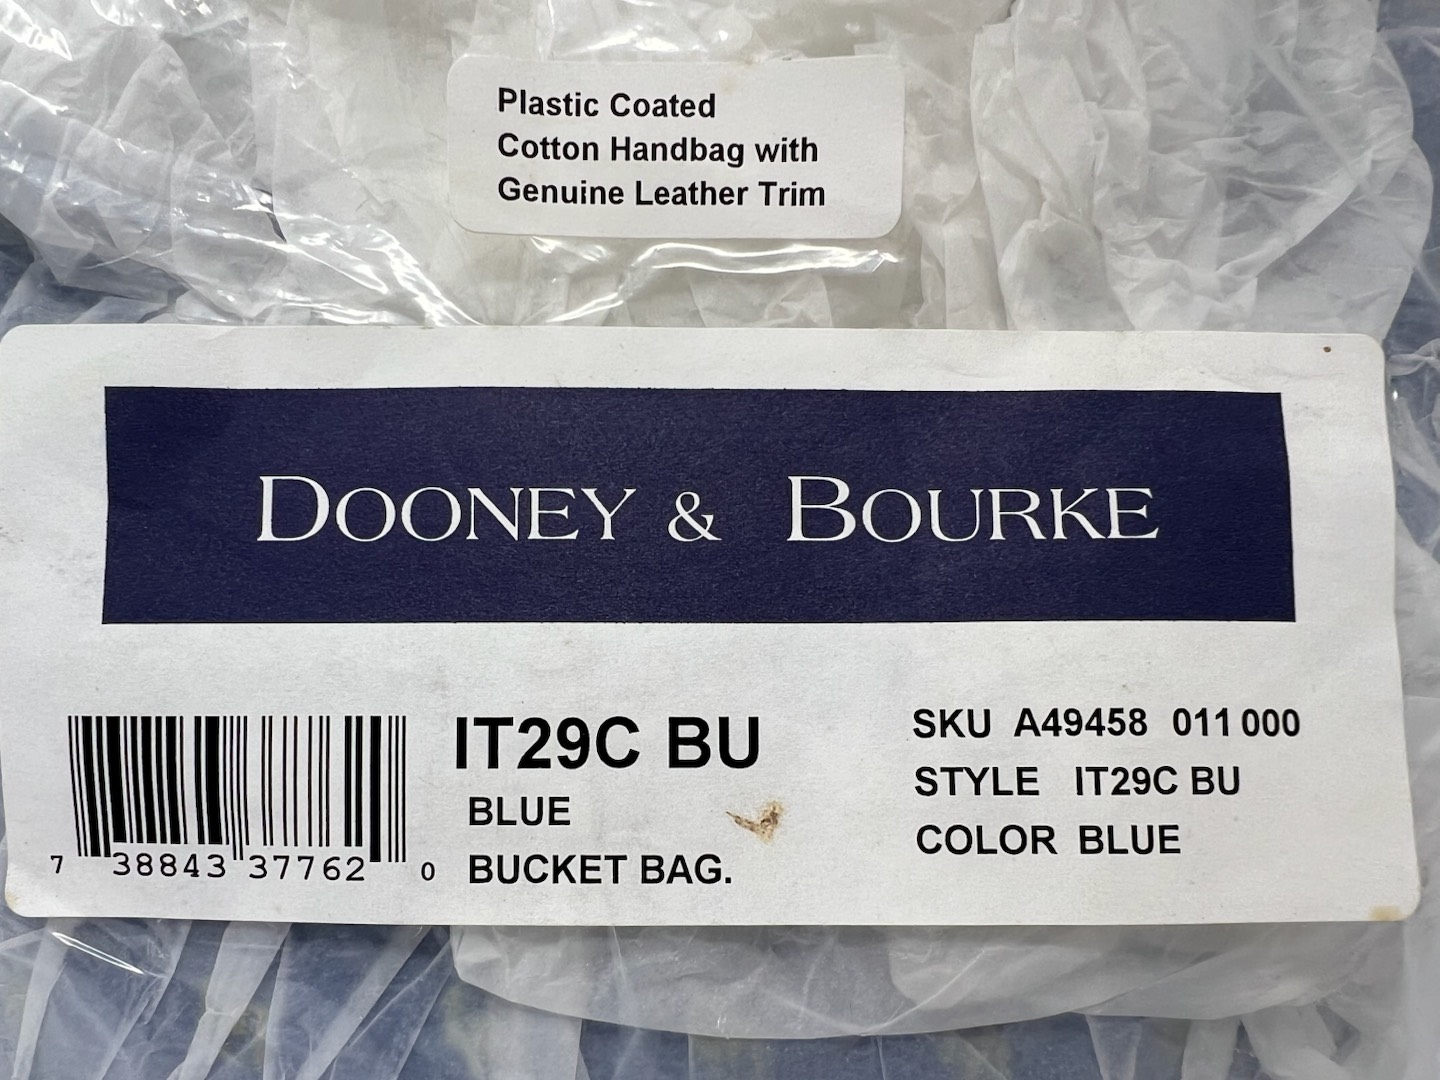 Plastic Coated
Cotton Handbag with
Genuine Leather Trim
DOONEY & BOURKE
IT29C BU
BLUE
BUCKET BAG.
7 38843 37762 0
SKU A49458 011 000
STYLE IT29C BU
COLOR BLUE